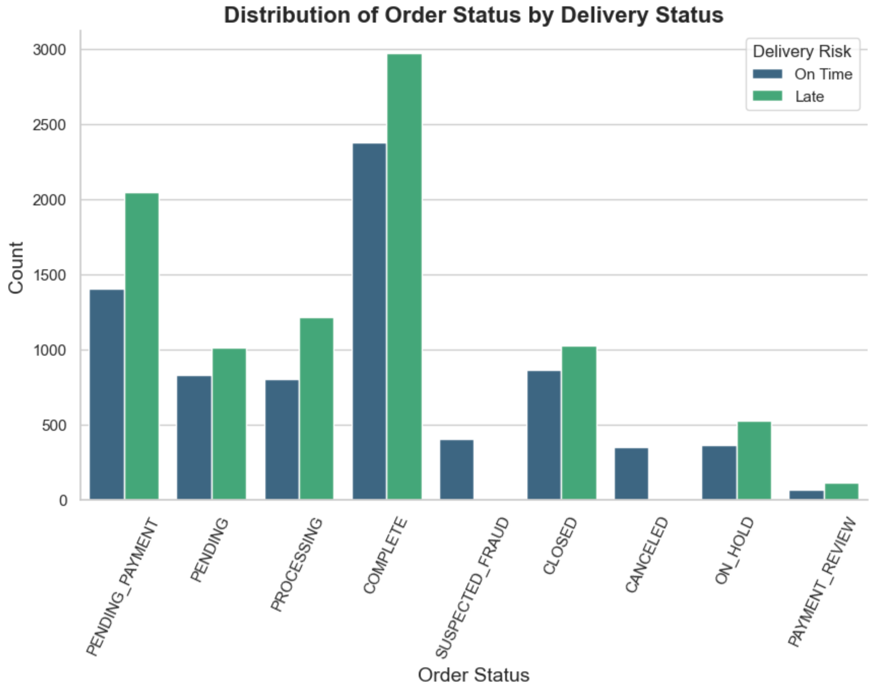 Distribution of Order Status by Delivery Status
3000
2500
2000
1500
1000
500
0
Count
Delivery Risk
On Time
Late
PENDING_PAYMENT
PENDING
PROCESSING
COMPLETE
SUSPECTED_FRAUD
CLOSED
CANCELED
ON_HOLD
PAYMENT_REVIEW
Order Status